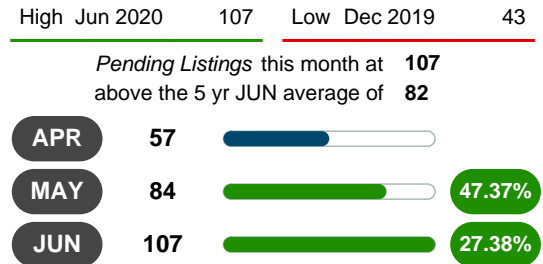 High Jun 2020 107 Low Dec 2019 43
Pending Listings this month at 107
above the 5 yr JUN average of 82
APR 57
MAY 84 47.37%
JUN 107 27.38%